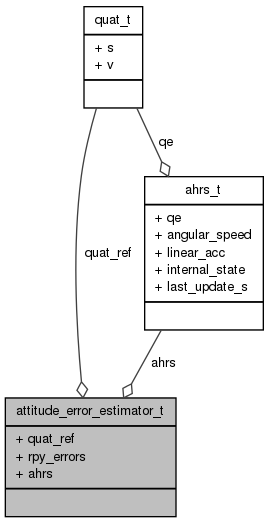 quat_t
+ s
+ v
qe
ahrs_t
+ qe
+ angular_speed
+ linear_acc
+ internal_state
+ last_update_s
quat_ref
ahrs
attitude_error_estimator_t
+ quat_ref
+ rpy_errors
+ ahrs